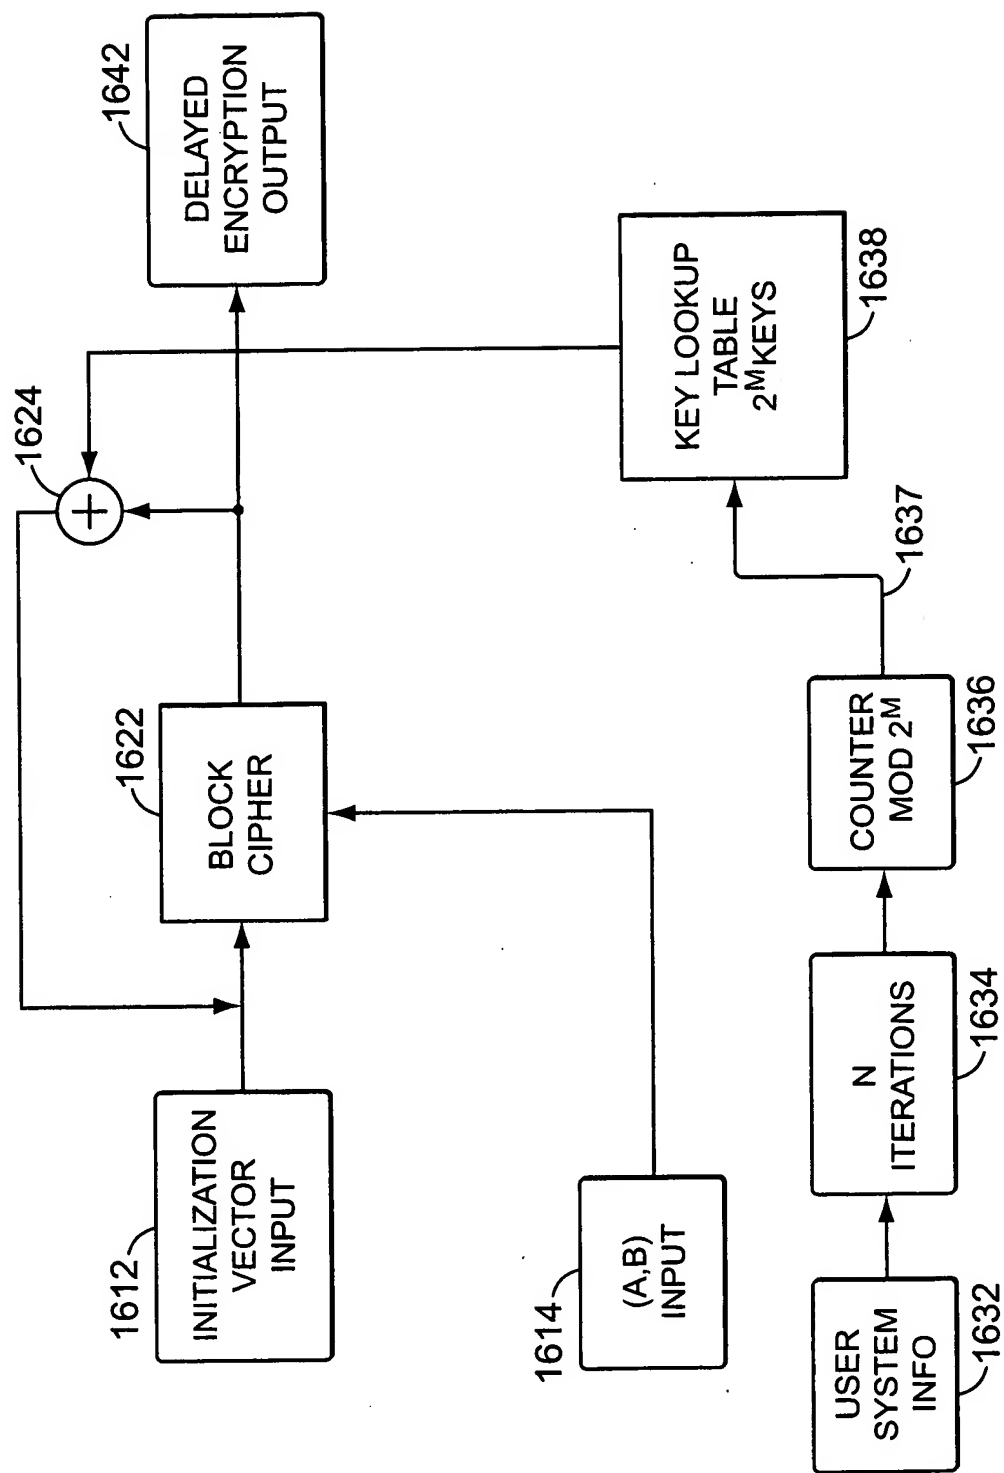 1612
INITIALIZATION
VECTOR
INPUT
1622
BLOCK
CIPHER
1624
+
1642
DELAYED
ENCRYPTION
OUTPUT
1614
(A,B)
INPUT
USER
SYSTEM
INFO
1632
N
ITERATIONS
1634
COUNTER
MOD 2^M
1636
1637
KEY LOOKUP
TABLE
2^M KEYS
1638